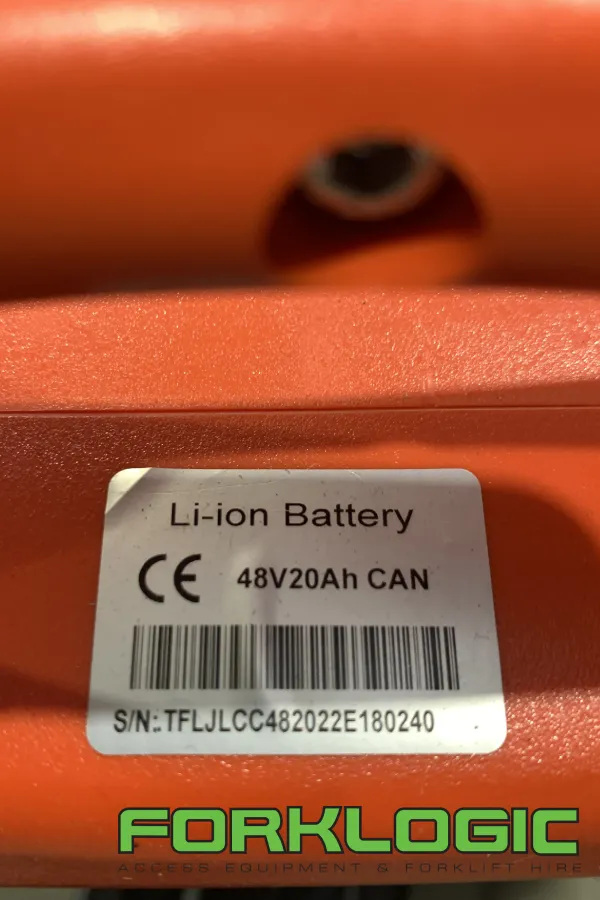 Li-ion Battery
CE 48V20Ah CAN
S/N:.TFLJLCC482022E180240
FORKLOGIC
ACCESS EQUIPMENT & FORKLIFT HIRE